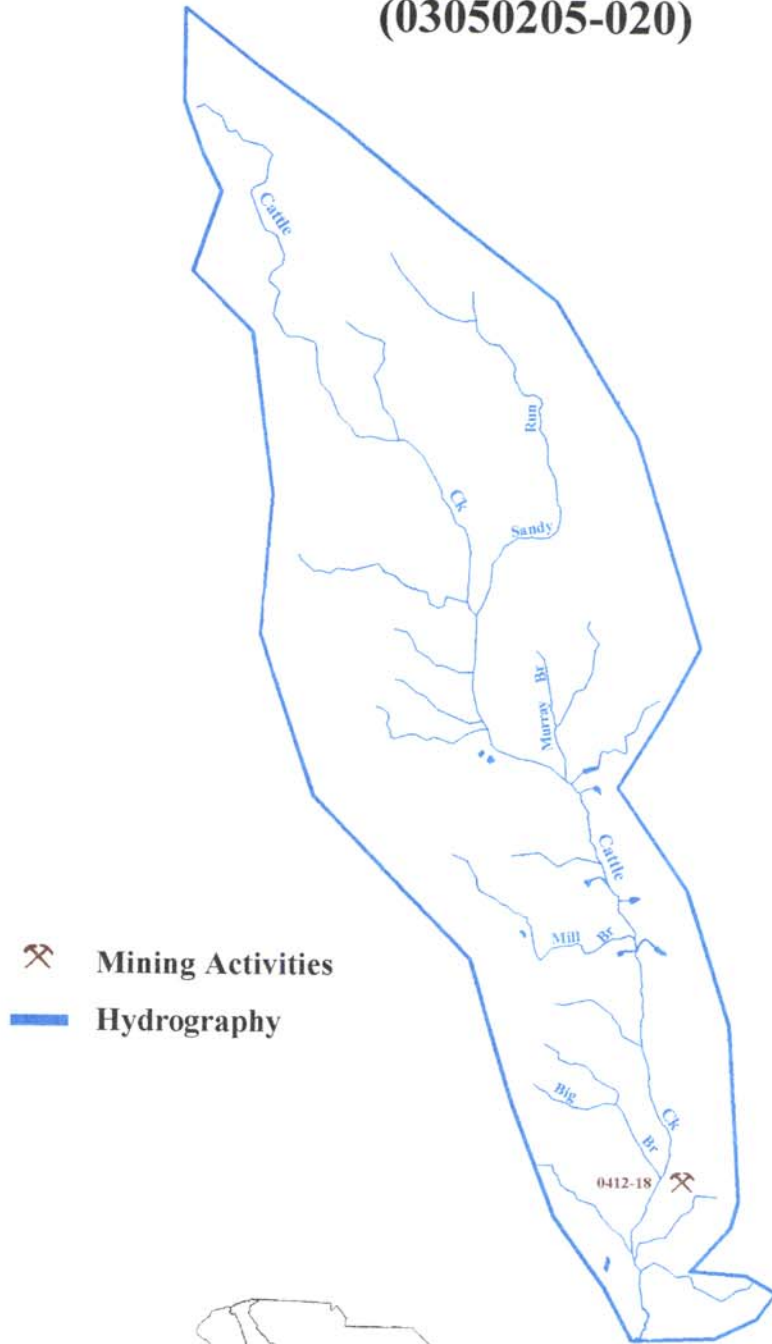 (03050205-020)
Cattle
Run
Ck
Sandy
Murray Br
Cattle
Mill Br
Mining Activities
Hydrography
Big
Ck
Br
0412-18